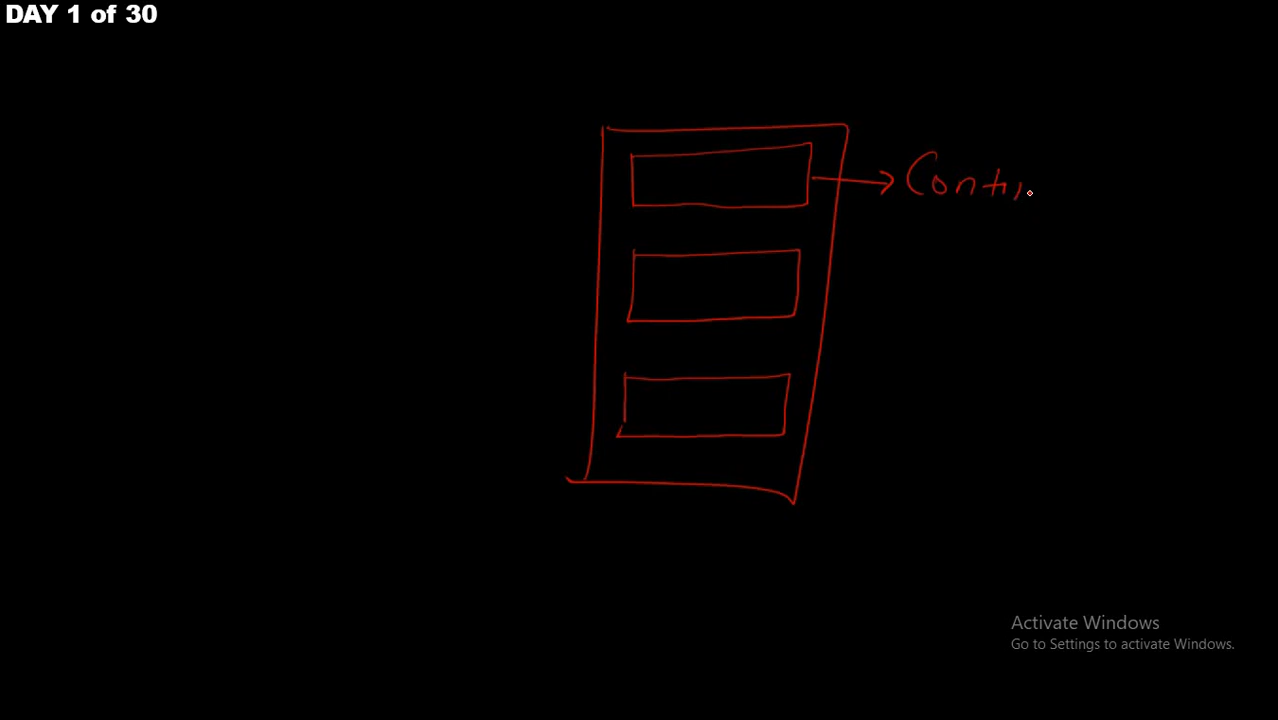 DAY 1 of 30
Conti
Activate Windows
Go to Settings to activate Windows.